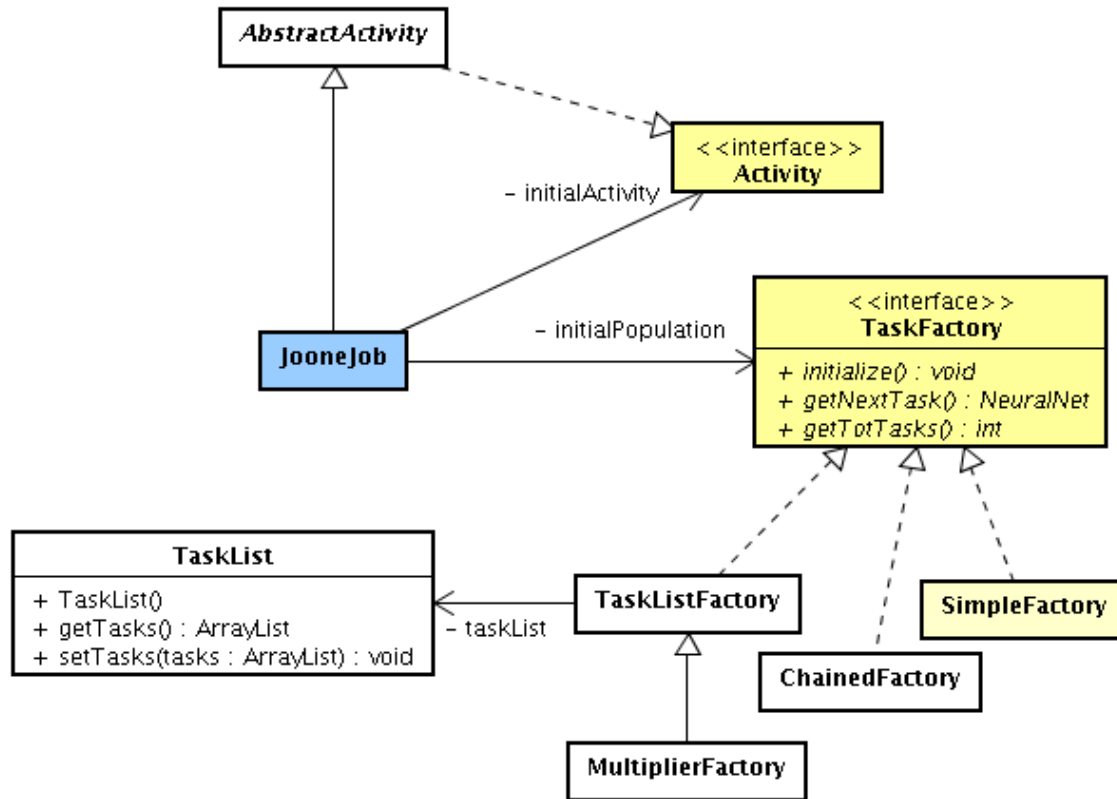 AbstractActivity
<<interface>>
Activity
- initialActivity
<<interface>>
TaskFactory
- initialPopulation
JooneJob
+ initialize() : void
+ getNextTask() : NeuralNet
+ getTotTasks() : int
TaskList
+ TaskList()
+ getTasks() : ArrayList
+ setTasks(tasks : ArrayList) : void
- taskList
TaskListFactory
SimpleFactory
ChainedFactory
MultiplierFactory